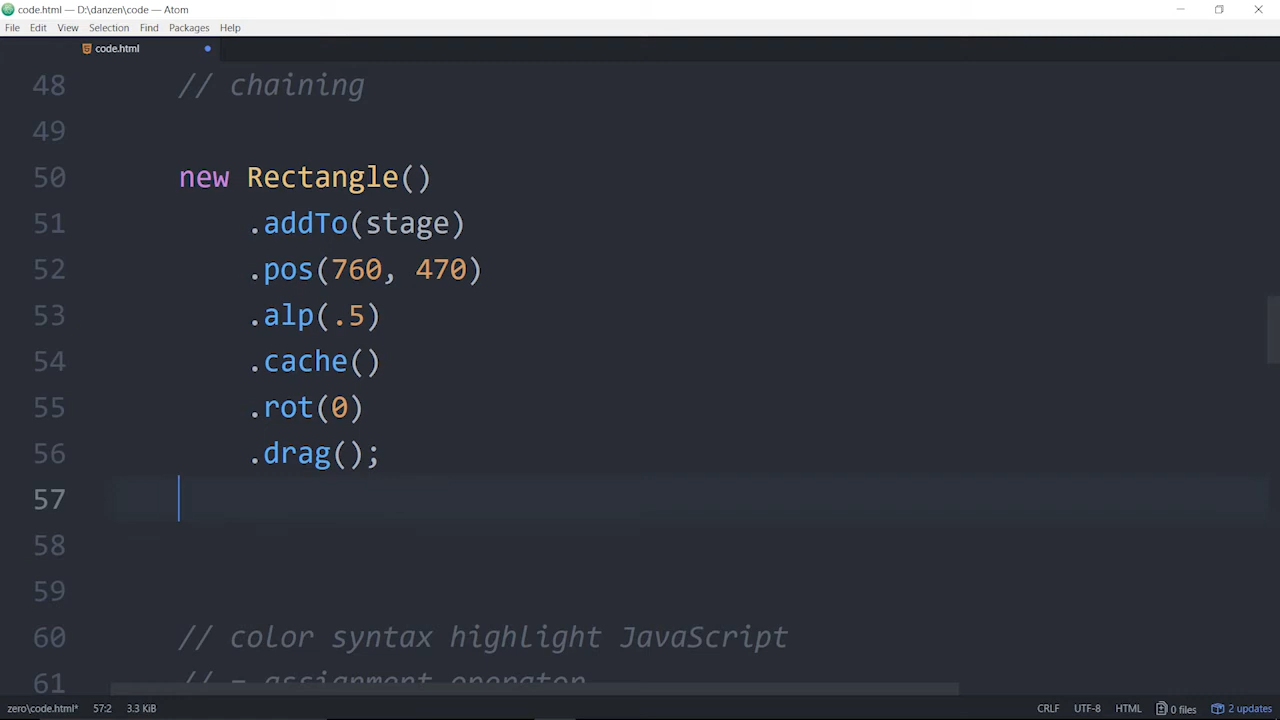 code.html — D:\danzen\code — Atom
File Edit View Selection Find Packages Help
code.html
48 // chaining
49
50 new Rectangle()
51 .addTo(stage)
52 .pos(760, 470)
53 .alp(.5)
54 .cache()
55 .rot(0)
56 .drag();
57
58
59
60 // color syntax highlight JavaScript
61 // = assignment operator
zero\code.html* 57:2 3.3 KiB CRLF UTF-8 HTML 0 files 2 updates